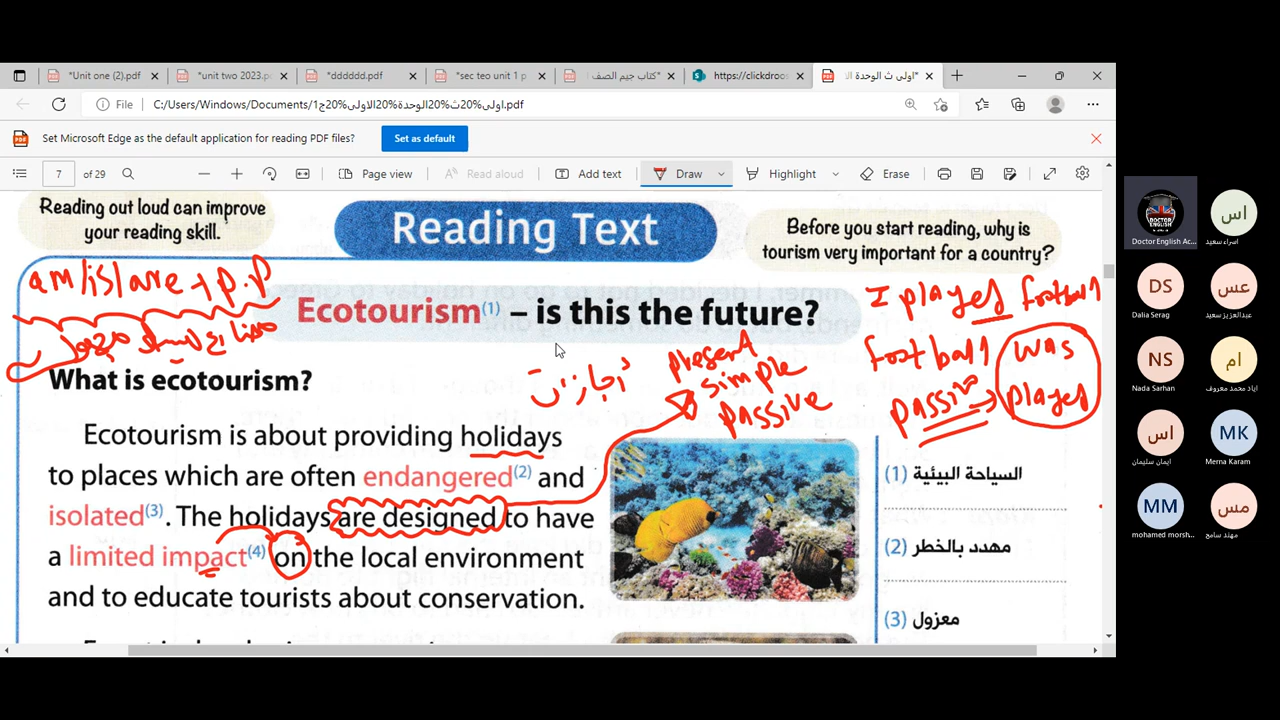 *Unit one (2).pdf
*unit two 2023.p
*dddddd.pdf
*sec teo unit 1 p
*كتاب جيم الصف
https://clickdroo
*اولى ث الوحدة الا
File
C:/Users/Windows/Documents/1اولى%20ث%20الوحدة%20الاولى%20ج.pdf
Set Microsoft Edge as the default application for reading PDF files?
Set as default
7 of 29
Page view
Read aloud
Add text
Draw
Highlight
Erase
Reading out loud can improve
your reading skill.
Reading Text
Before you start reading, why is
tourism very important for a country?
am/is/are + p.p
Ecotourism(1) – is this the future?
I played football
football was
played
passive
present
simple
passive
What is ecotourism?
Ecotourism is about providing holidays
to places which are often endangered(2) and
isolated(3). The holidays are designed to have
a limited impact(4) on the local environment
and to educate tourists about conservation.
(1) السياحة البيئية
(2) مهدد بالخطر
(3) معزول
Doctor English Ac...
اس
اسراء سعيد
DS
Dalia Serag
عس
عبدالعزيز سعيد
NS
Nada Sarhan
ام
اياد محمد معروف
اس
ايمان سليمان
MK
Merna Karam
MM
mohamed morsh...
مس
مهند سامح